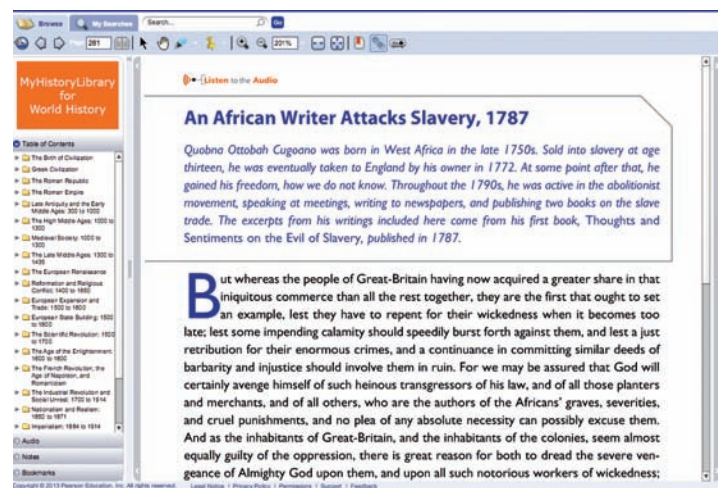 Browse
My Searches
Search...
Go
281
201%
MyHistoryLibrary
for
World History
Table of Contents
The Birth of Civilization
Greek Civilization
The Roman Republic
The Roman Empire
Late Antiquity and the Early
Middle Ages: 300 to 1000
The High Middle Ages: 1000 to
1300
Medieval Society: 1000 to
1300
The Late Middle Ages: 1300 to
The European Renaissance
Reformation and Religious
Conflict: 1400 to 1650
European Expansion and
Trade: 1500 to 1800
European State Building: 1500
to 1800
The Scientific Revolution: 1500
to 1700
The Age of the Enlightenment:
1600 to 1800
The French Revolution, the
Age of Napoleon, and
Romanticism
The Industrial Revolution and
Social Unrest: 1700 to 1914
Nationalism and Realism:
1850 to 1871
Imperialism: 1884 to 1914
Audio
Notes
Bookmarks
Listen to the Audio
An African Writer Attacks Slavery, 1787
Quobna Ottobah Cugoano was born in West Africa in the late 1750s. Sold into slavery at age
thirteen, he was eventually taken to England by his owner in 1772. At some point after that, he
gained his freedom, how we do not know. Throughout the 1790s, he was active in the abolitionist
movement, speaking at meetings, writing to newspapers, and publishing two books on the slave
trade. The excerpts from his writings included here come from his first book, Thoughts and
Sentiments on the Evil of Slavery, published in 1787.
But whereas the people of Great-Britain having now acquired a greater share in that
iniquitous commerce than all the rest together, they are the first that ought to set
an example, lest they have to repent for their wickedness when it becomes too
late; lest some impending calamity should speedily burst forth against them, and lest a just
retribution for their enormous crimes, and a continuance in committing similar deeds of
barbarity and injustice should involve them in ruin. For we may be assured that God will
certainly avenge himself of such heinous transgressors of his law, and of all those planters
and merchants, and of all others, who are the authors of the Africans' graves, severities,
and cruel punishments, and no plea of any absolute necessity can possibly excuse them.
And as the inhabitants of Great-Britain, and the inhabitants of the colonies, seem almost
equally guilty of the oppression, there is great reason for both to dread the severe ven-
geance of Almighty God upon them, and upon all such notorious workers of wickedness;
Copyright © 2013 Pearson Education, Inc. All rights reserved. Legal Notice | Privacy Policy | Permissions | Support | Feedback